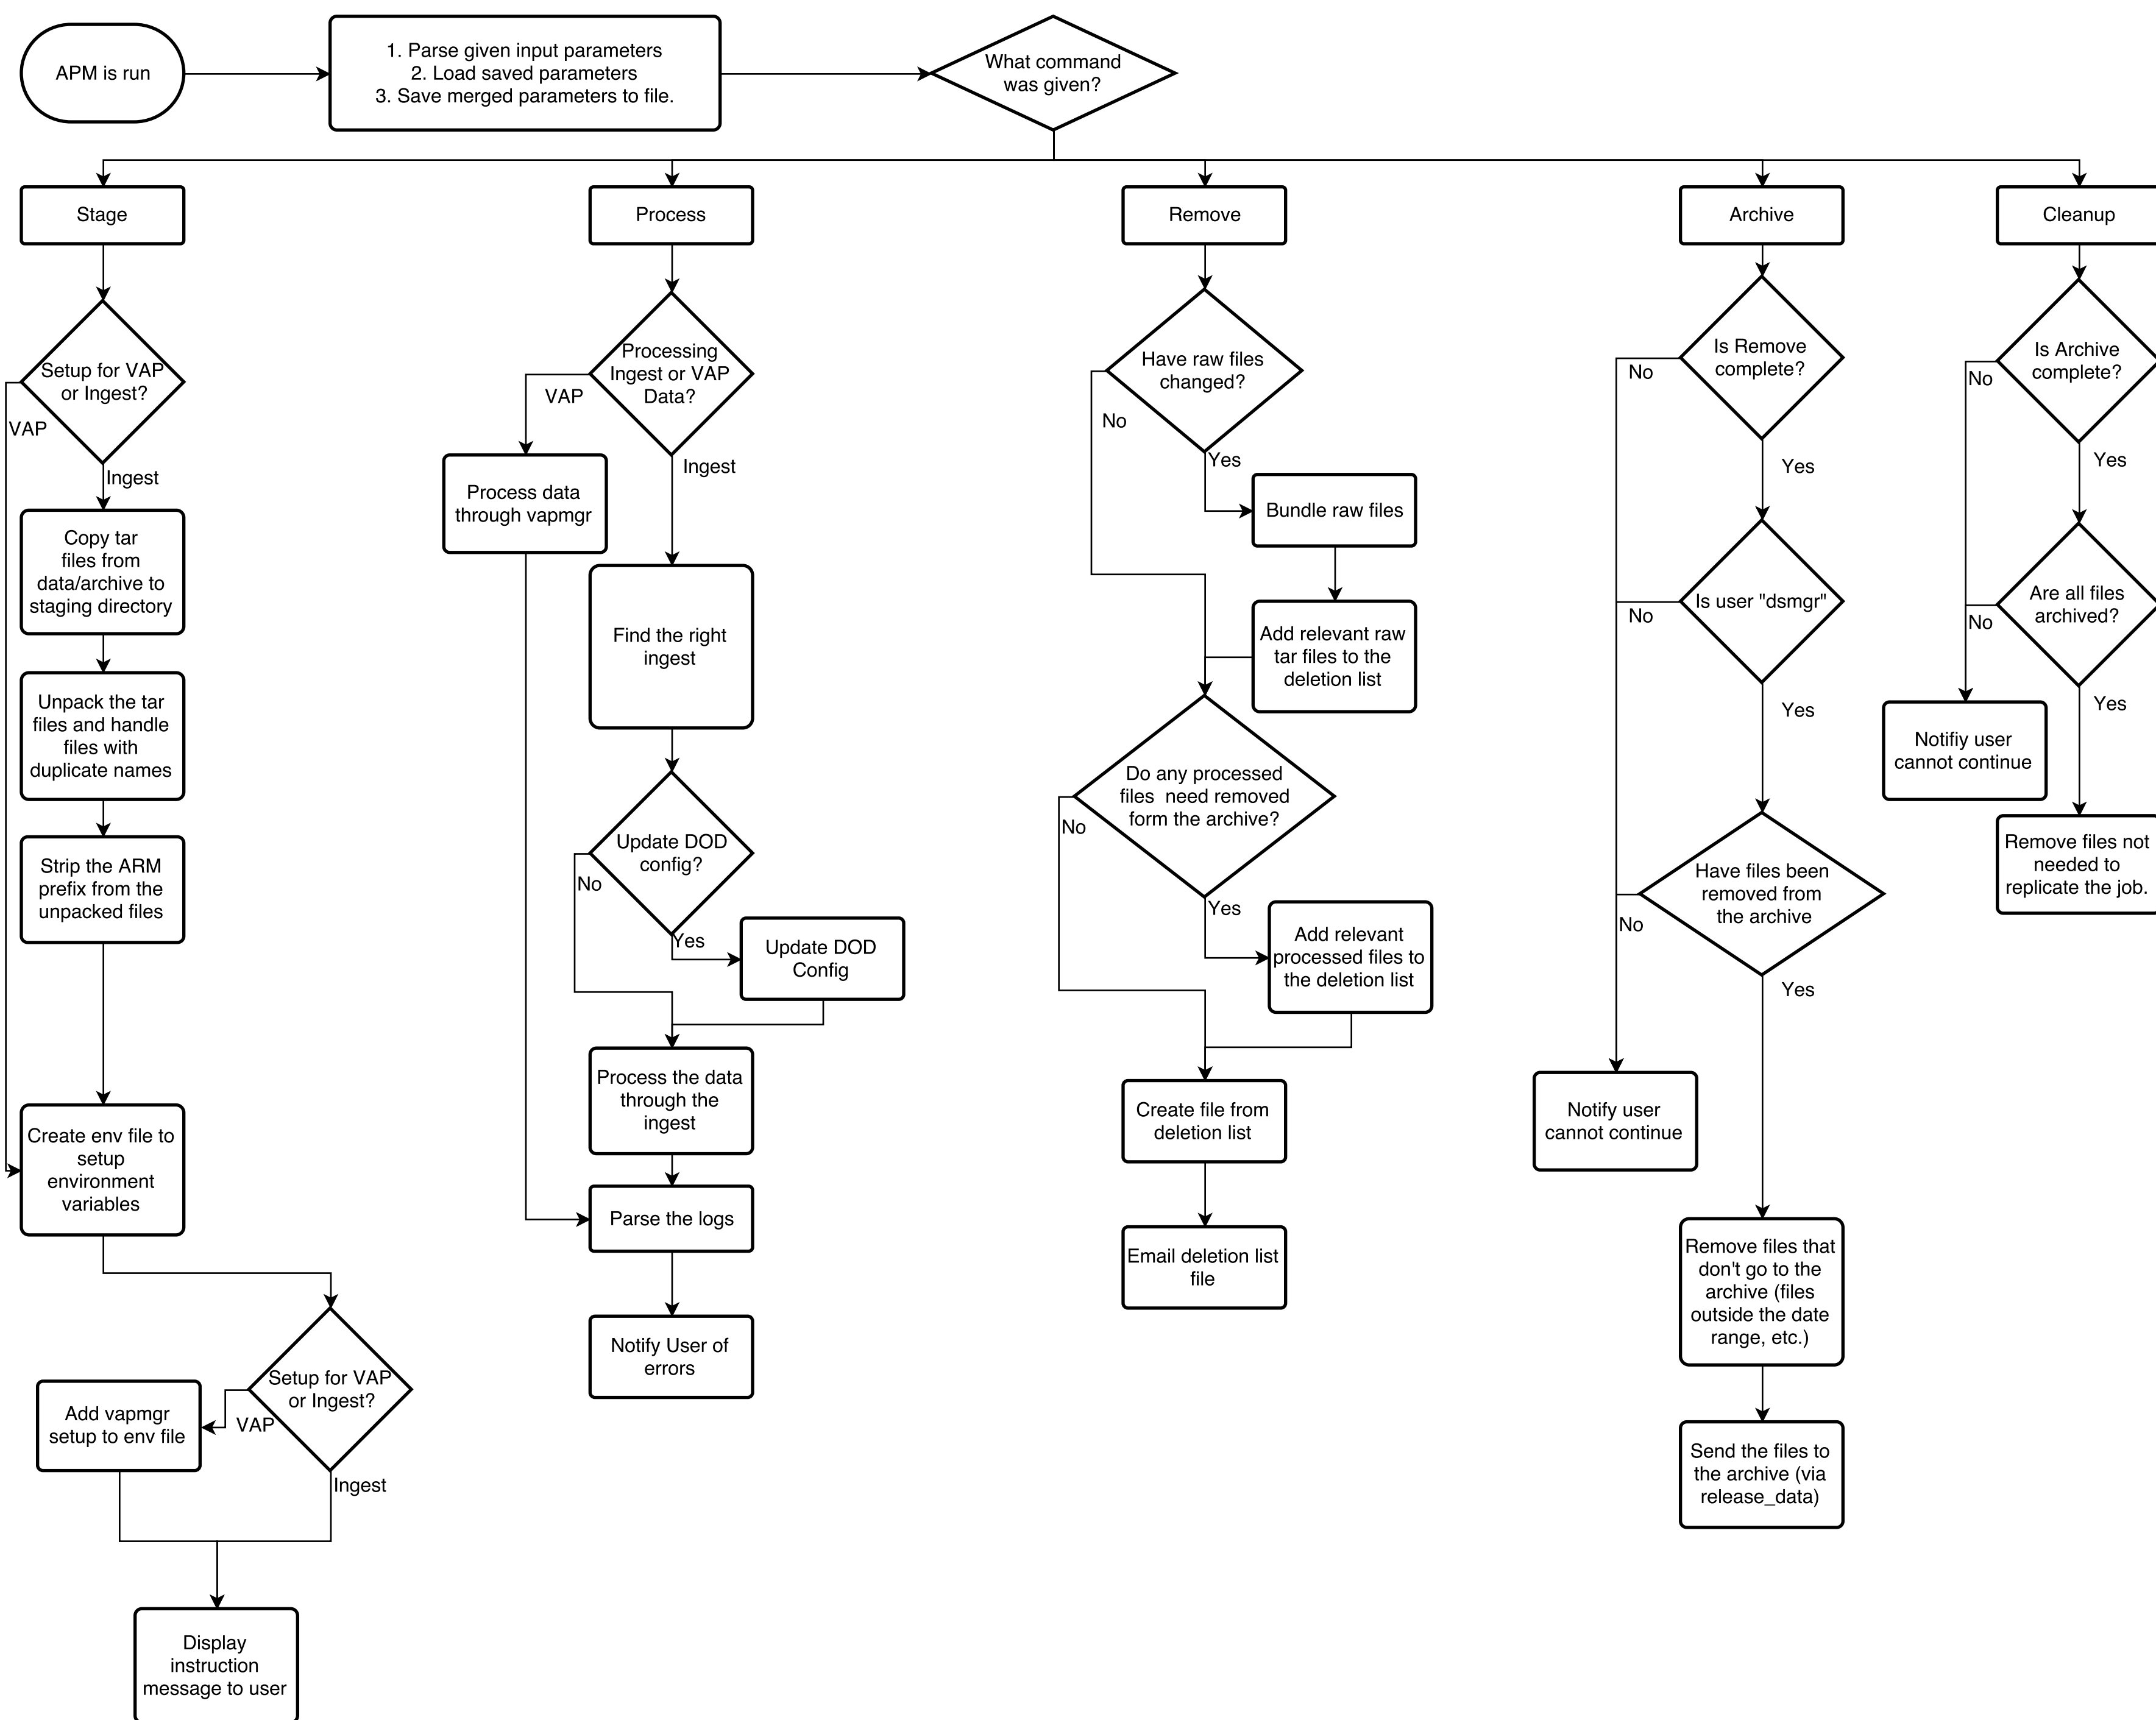 APM is run
1. Parse given input parameters
2. Load saved parameters
3. Save merged parameters to file.
What command
was given?
Stage
Setup for VAP
or Ingest?
VAP
Ingest
Copy tar
files from
data/archive to
staging directory
Unpack the tar
files and handle
files with
duplicate names
Strip the ARM
prefix from the
unpacked files
Create env file to
setup
environment
variables
Setup for VAP
or Ingest?
VAP
Add vapmgr
setup to env file
Ingest
Display
instruction
message to user
Process
Processing
Ingest or VAP
Data?
VAP
Ingest
Process data
through vapmgr
Find the right
ingest
Update DOD
config?
No
Yes
Update DOD
Config
Process the data
through the
ingest
Parse the logs
Notify User of
errors
Remove
Have raw files
changed?
No
Yes
Bundle raw files
Add relevant raw
tar files to the
deletion list
Do any processed
files  need removed
form the archive?
No
Yes
Add relevant
processed files to
the deletion list
Create file from
deletion list
Email deletion list
file
Archive
Is Remove
complete?
No
Yes
Is user "dsmgr"
No
Yes
Have files been
removed from
the archive
No
Yes
Notify user
cannot continue
Remove files that
don't go to the
archive (files
outside the date
range, etc.)
Send the files to
the archive (via
release_data)
Cleanup
Is Archive
complete?
No
Yes
Are all files
archived?
No
Yes
Notifiy user
cannot continue
Remove files not
needed to
replicate the job.